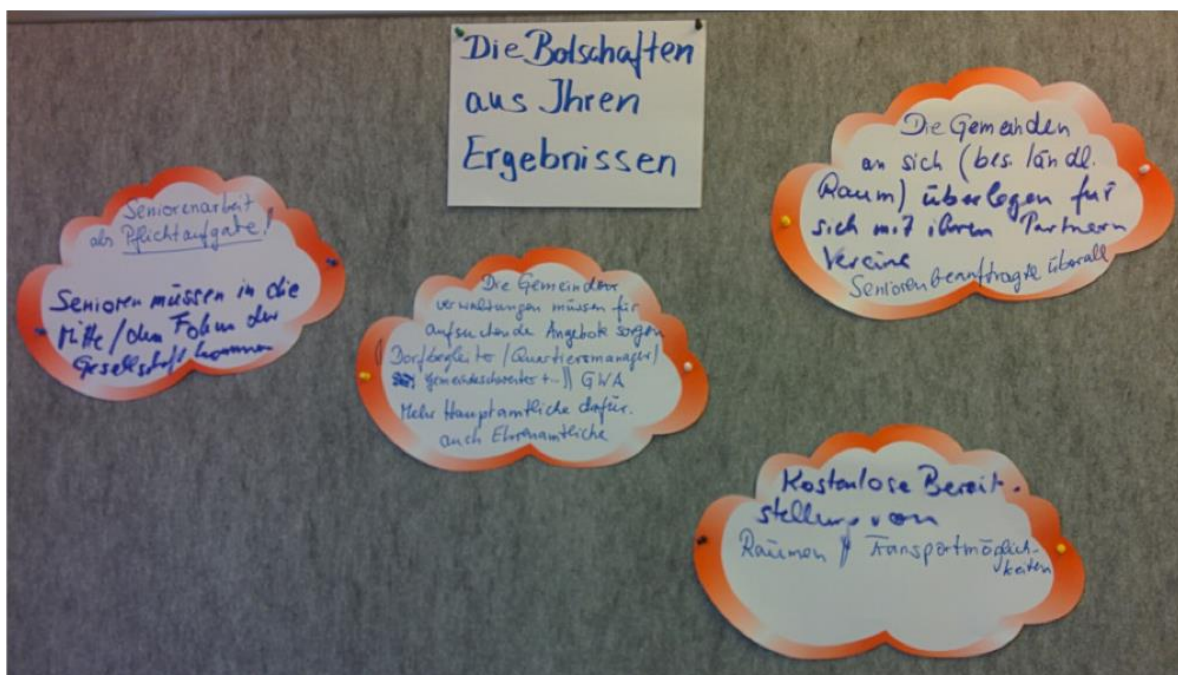 Die Botschaften
aus Ihren
Ergebnissen
Seniorenarbeit
als Pflichtaufgabe!
Senioren müssen in die
Mitte / den Fokus der
Gesellschaft kommen
Die Gemeinde
verwaltungen müssen für
aufsuchende Angebote sorgen
Dorfbegleiter / Quartiersmanager /
Gemeindeschwester +..)) GWA
Mehr Hauptamtliche dafür.
auch Ehrenamtliche
Die Gemeinden
an sich (bes. ländl.
Raum) überlegen für
sich mit ihren Partnern
Vereine
Seniorenbeauftragte überall
Kostenlose Bereit-
stellung von
Räumen Transportmöglich-
keiten